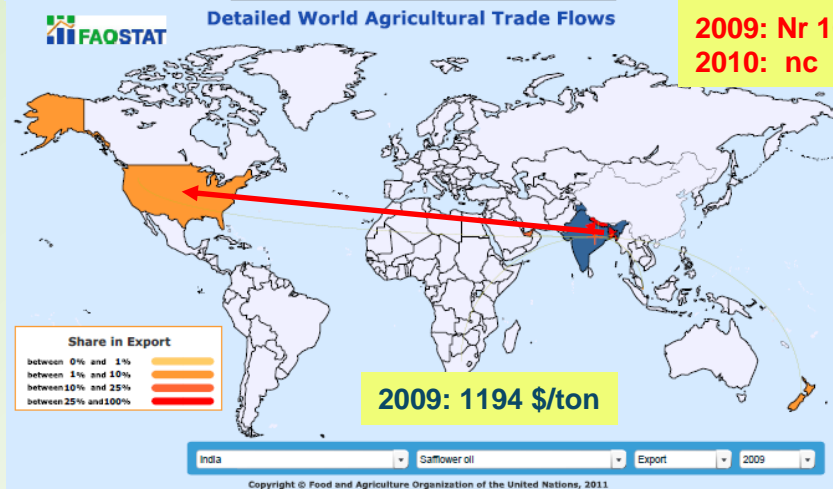 FAOSTAT
Detailed World Agricultural Trade Flows
2009: Nr 1
2010: nc
Share in Export
between 0% and 1%
between 1% and 10%
between 10% and 25%
between 25% and 100%
2009: 1194 $/ton
India
Safflower oil
Export
2009
Copyright © Food and Agriculture Organization of the United Nations, 2011